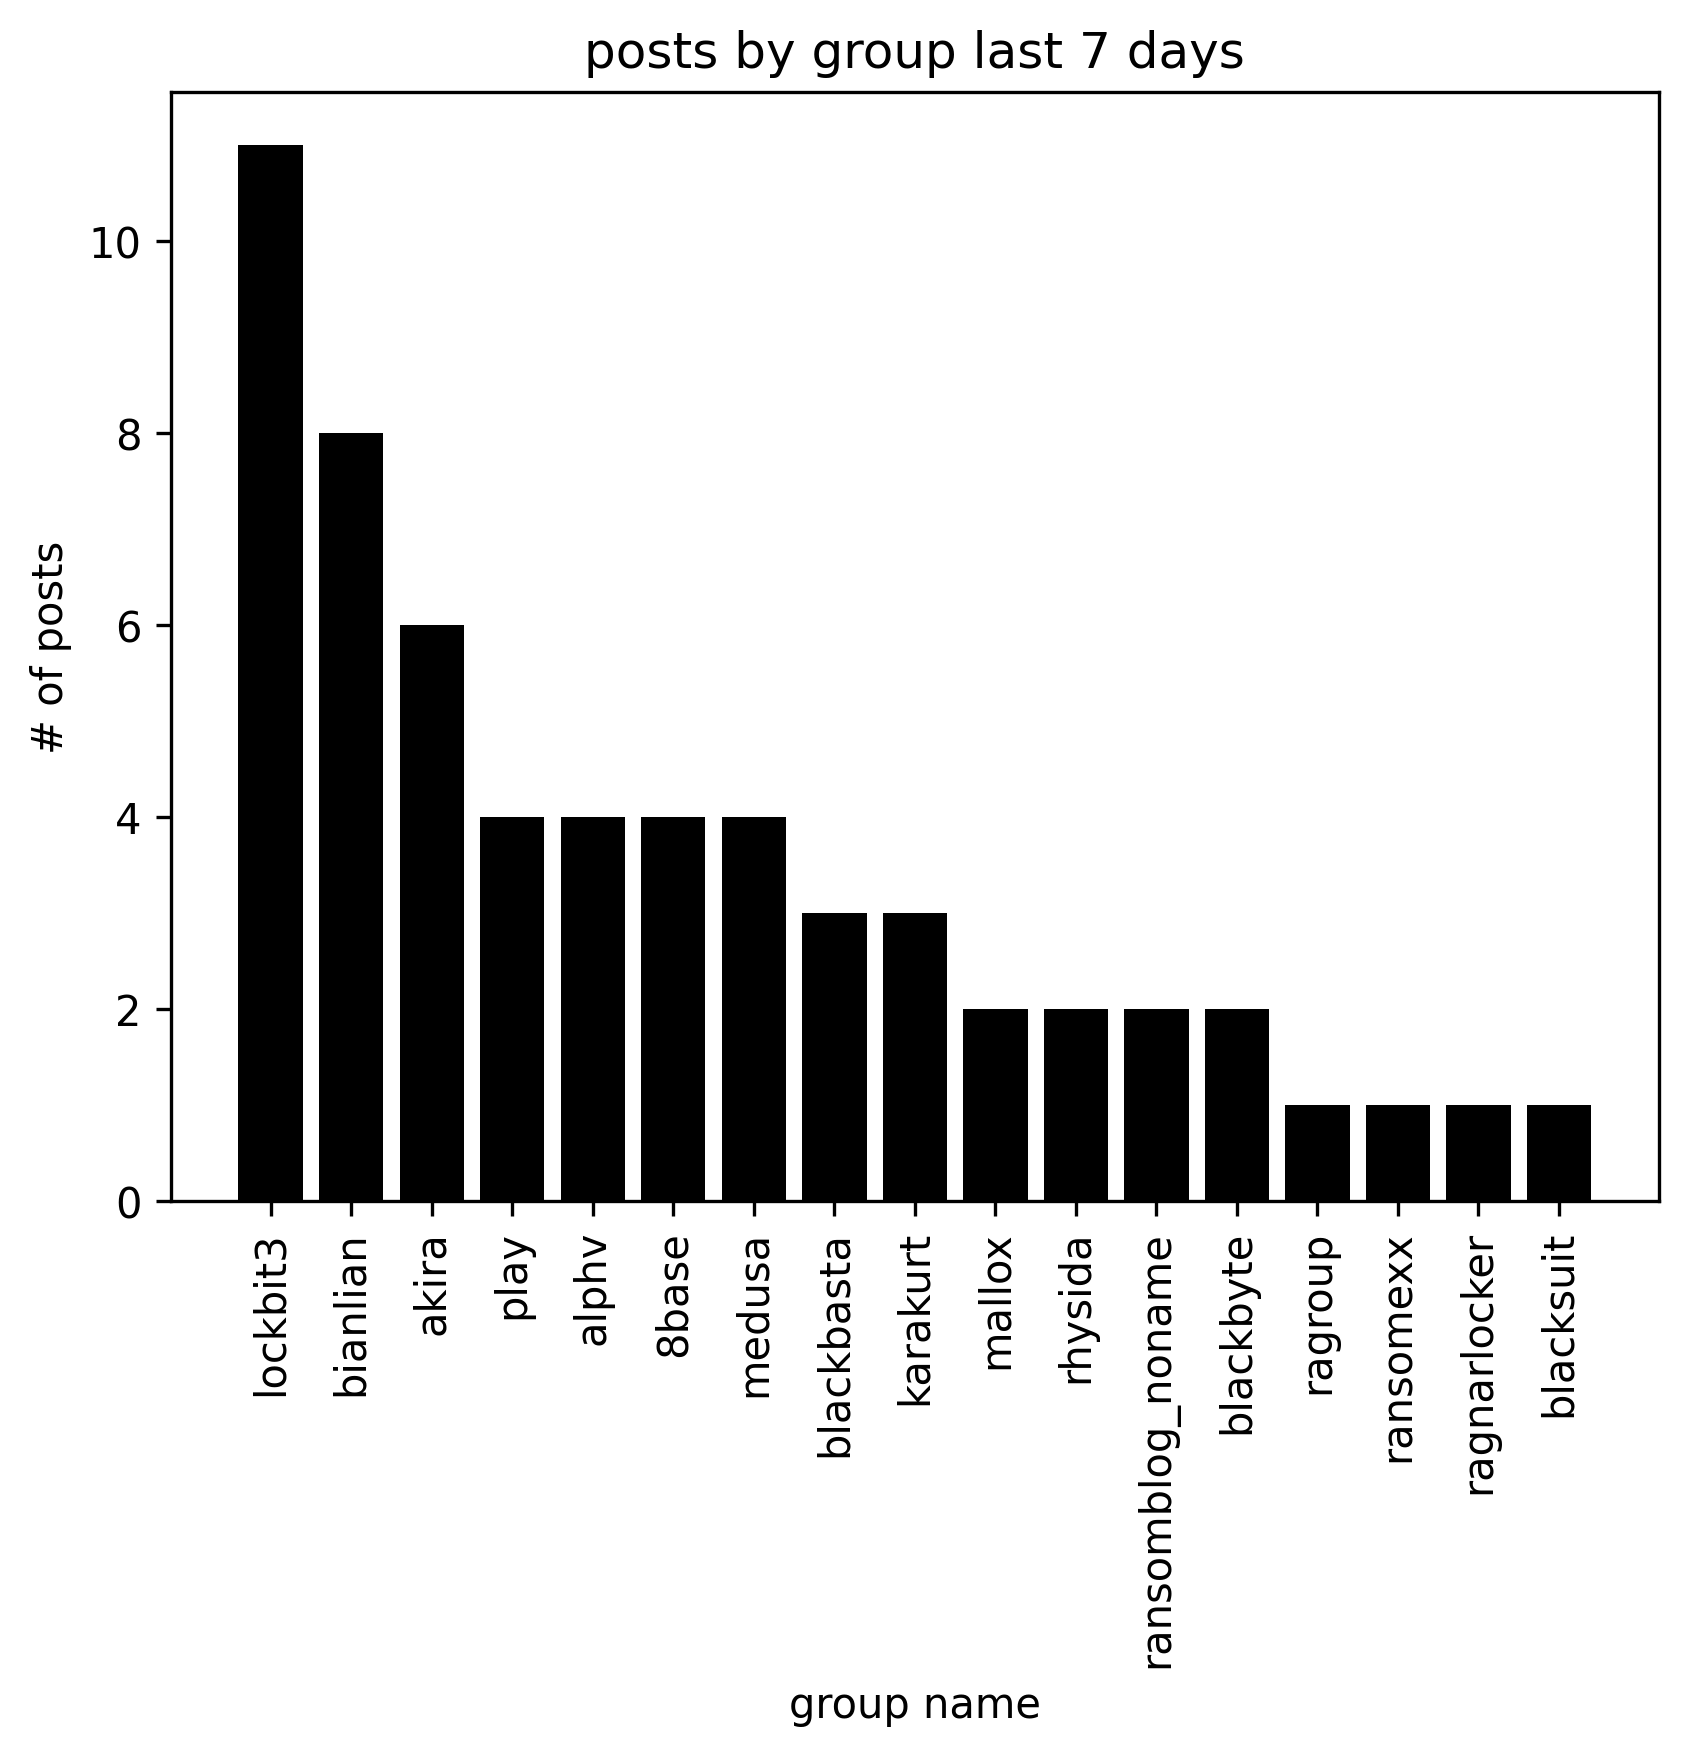 posts by group last 7 days
# of posts
10
8
6
4
2
0
lockbit3
bianlian
akira
play
alphv
8base
medusa
blackbasta
karakurt
mallox
rhysida
ransomblog_noname
blackbyte
ragroup
ransomexx
ragnarlocker
blacksuit
group name